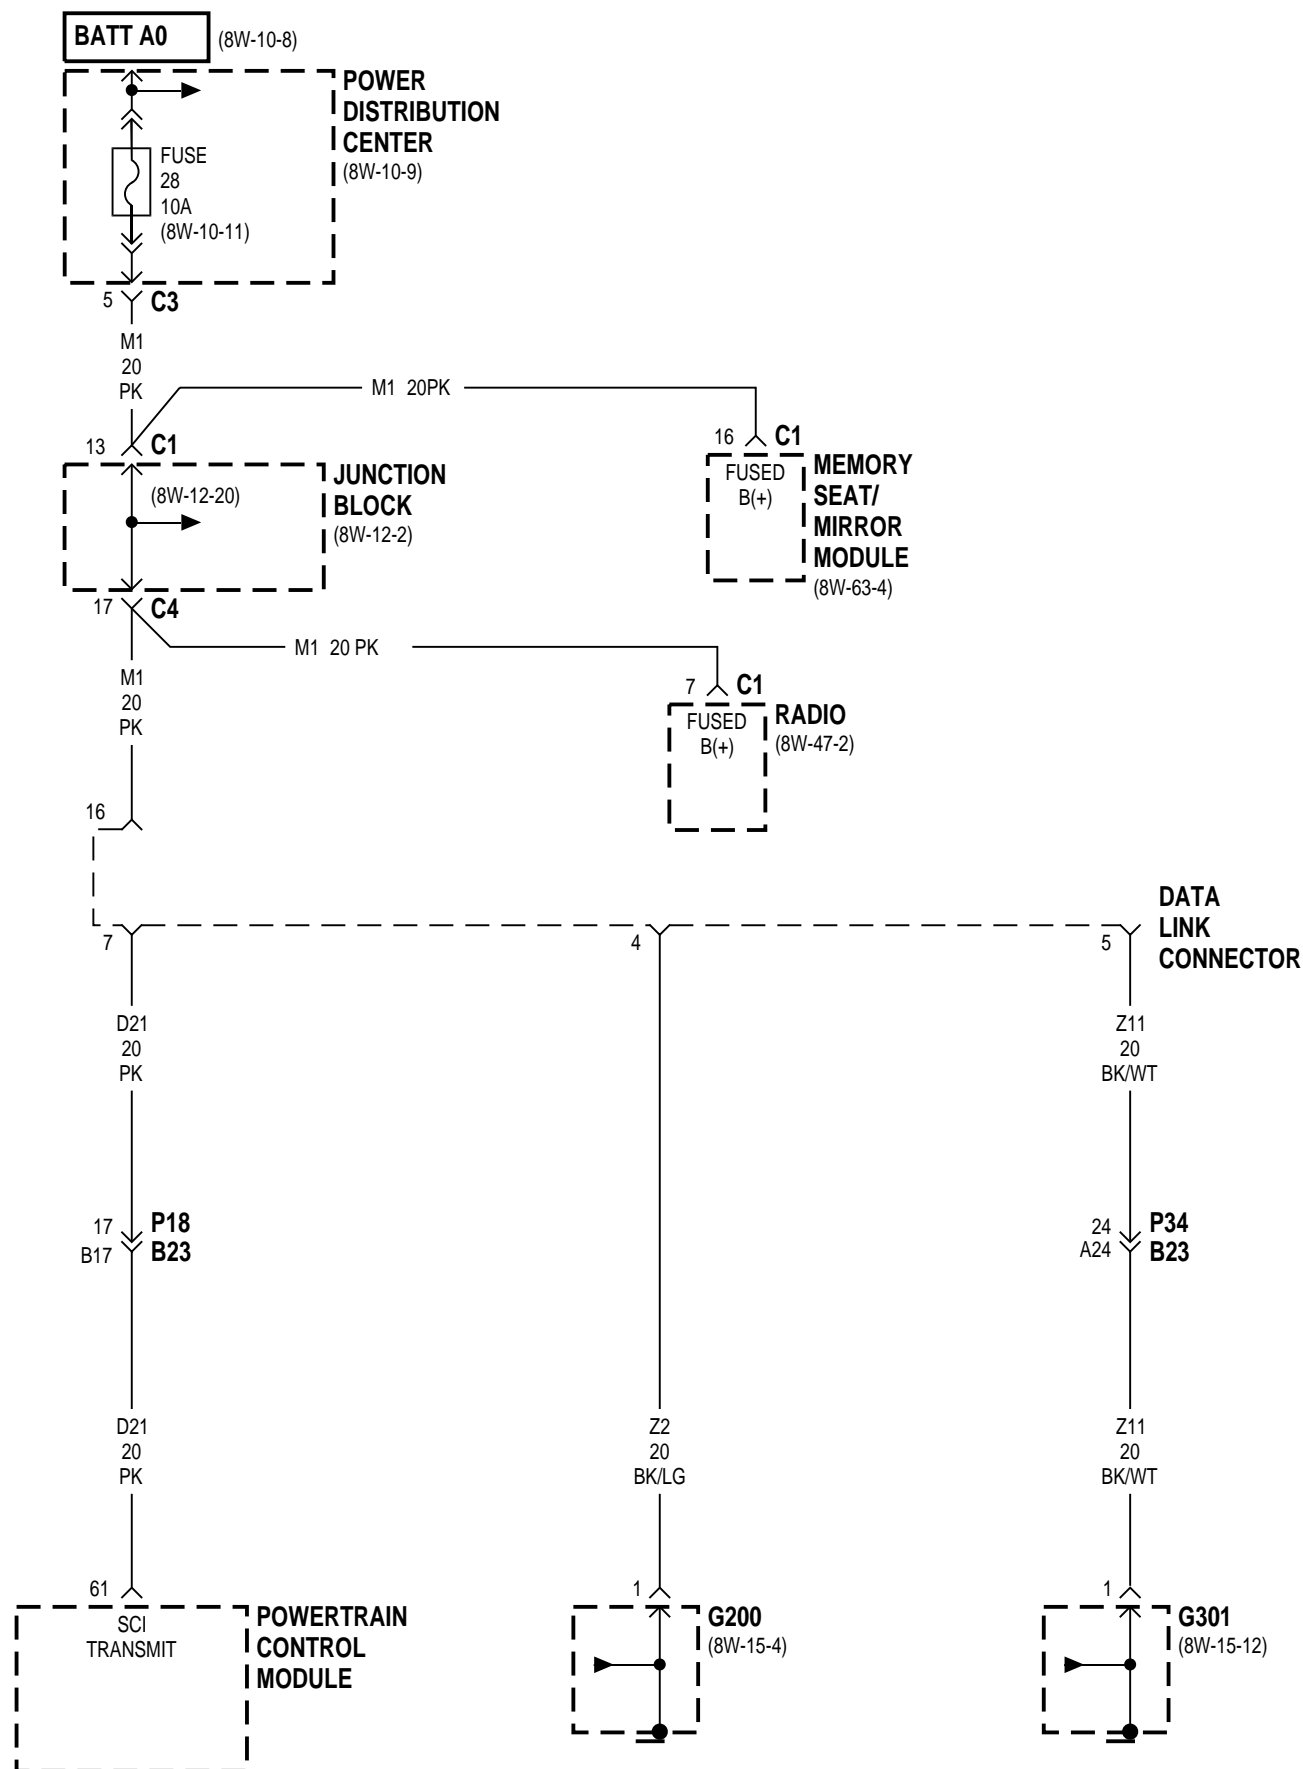 BATT A0 (8W-10-8)
POWER
DISTRIBUTION
CENTER
(8W-10-9)
FUSE
28
10A
(8W-10-11)
5 C3
M1
20
PK
M1 20PK
13 C1
16 C1
JUNCTION
BLOCK
(8W-12-2)
(8W-12-20)
FUSED
B(+)
MEMORY
SEAT/
MIRROR
MODULE
(8W-63-4)
17 C4
M1 20 PK
M1
20
PK
7 C1
FUSED
B(+)
RADIO
(8W-47-2)
16
DATA
LINK
CONNECTOR
7
4
5
D21
20
PK
Z11
20
BK/WT
17 P18
B17 B23
24 P34
A24 B23
D21
20
PK
Z2
20
BK/LG
Z11
20
BK/WT
61
1
1
SCI
TRANSMIT
POWERTRAIN
CONTROL
MODULE
G200
(8W-15-4)
G301
(8W-15-12)